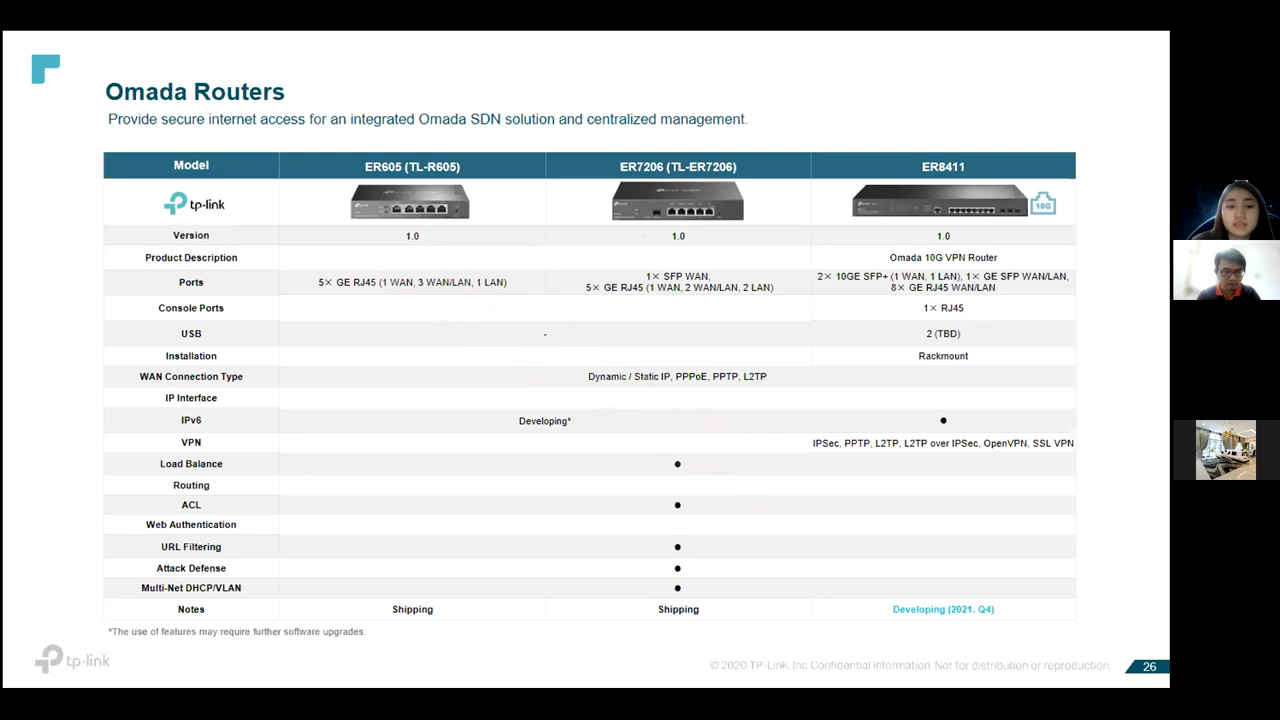 Omada Routers
Provide secure internet access for an integrated Omada SDN solution and centralized management.
Model ER605 (TL-R605) ER7206 (TL-ER7206) ER8411
tp-link
10G
Version 1.0 1.0 1.0
Product Description Omada 10G VPN Router
Ports 5× GE RJ45 (1 WAN, 3 WAN/LAN, 1 LAN) 1× SFP WAN, 2× 10GE SFP+ (1 WAN, 1 LAN), 1× GE SFP WAN/LAN,
5× GE RJ45 (1 WAN, 2 WAN/LAN, 2 LAN) 8× GE RJ45 WAN/LAN
Console Ports 1× RJ45
USB - 2 (TBD)
Installation Rackmount
WAN Connection Type Dynamic / Static IP, PPPoE, PPTP, L2TP
IP Interface
IPv6 Developing* ●
VPN IPSec, PPTP, L2TP, L2TP over IPSec, OpenVPN, SSL VPN
Load Balance ●
Routing
ACL ●
Web Authentication
URL Filtering ●
Attack Defense ●
Multi-Net DHCP/VLAN ●
Notes Shipping Shipping Developing (2021. Q4)
*The use of features may require further software upgrades.
tp-link
© 2020 TP-Link. Inc Confidential Information. Not for distribution or reproduction
26